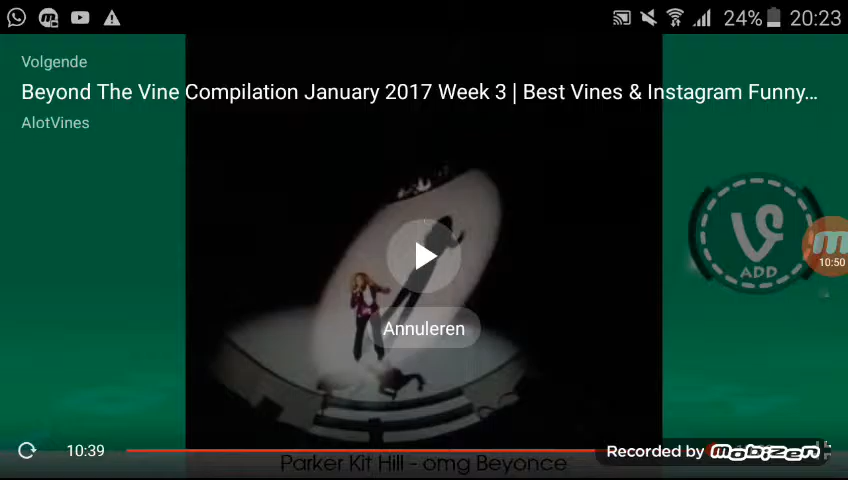 24% 20:23
Volgende
Beyond The Vine Compilation January 2017 Week 3 | Best Vines & Instagram Funny...
AlotVines
ADD
10:50
Annuleren
10:39
Recorded by Mobizen
Parker Kit Hill - omg Beyonce